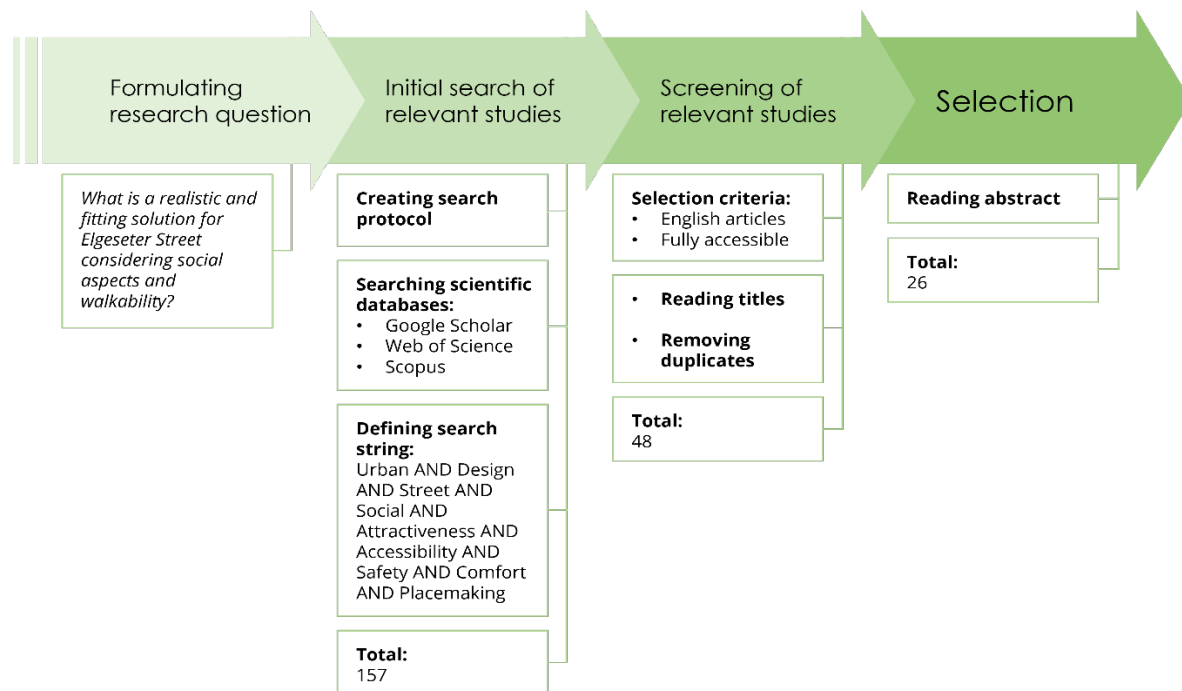 Formulating
research question
Initial search of
relevant studies
Screening of
relevant studies
Selection
What is a realistic and
fitting solution for
Elgeseter Street
considering social
aspects and
walkability?
Creating search
protocol
Searching scientific
databases:
• Google Scholar
• Web of Science
• Scopus
Defining search
string:
Urban AND Design
AND Street AND
Social AND
Attractiveness AND
Accessibility AND
Safety AND Comfort
AND Placemaking
Total:
157
Selection criteria:
• English articles
• Fully accessible
• Reading titles
• Removing
duplicates
Total:
48
Reading abstract
Total:
26